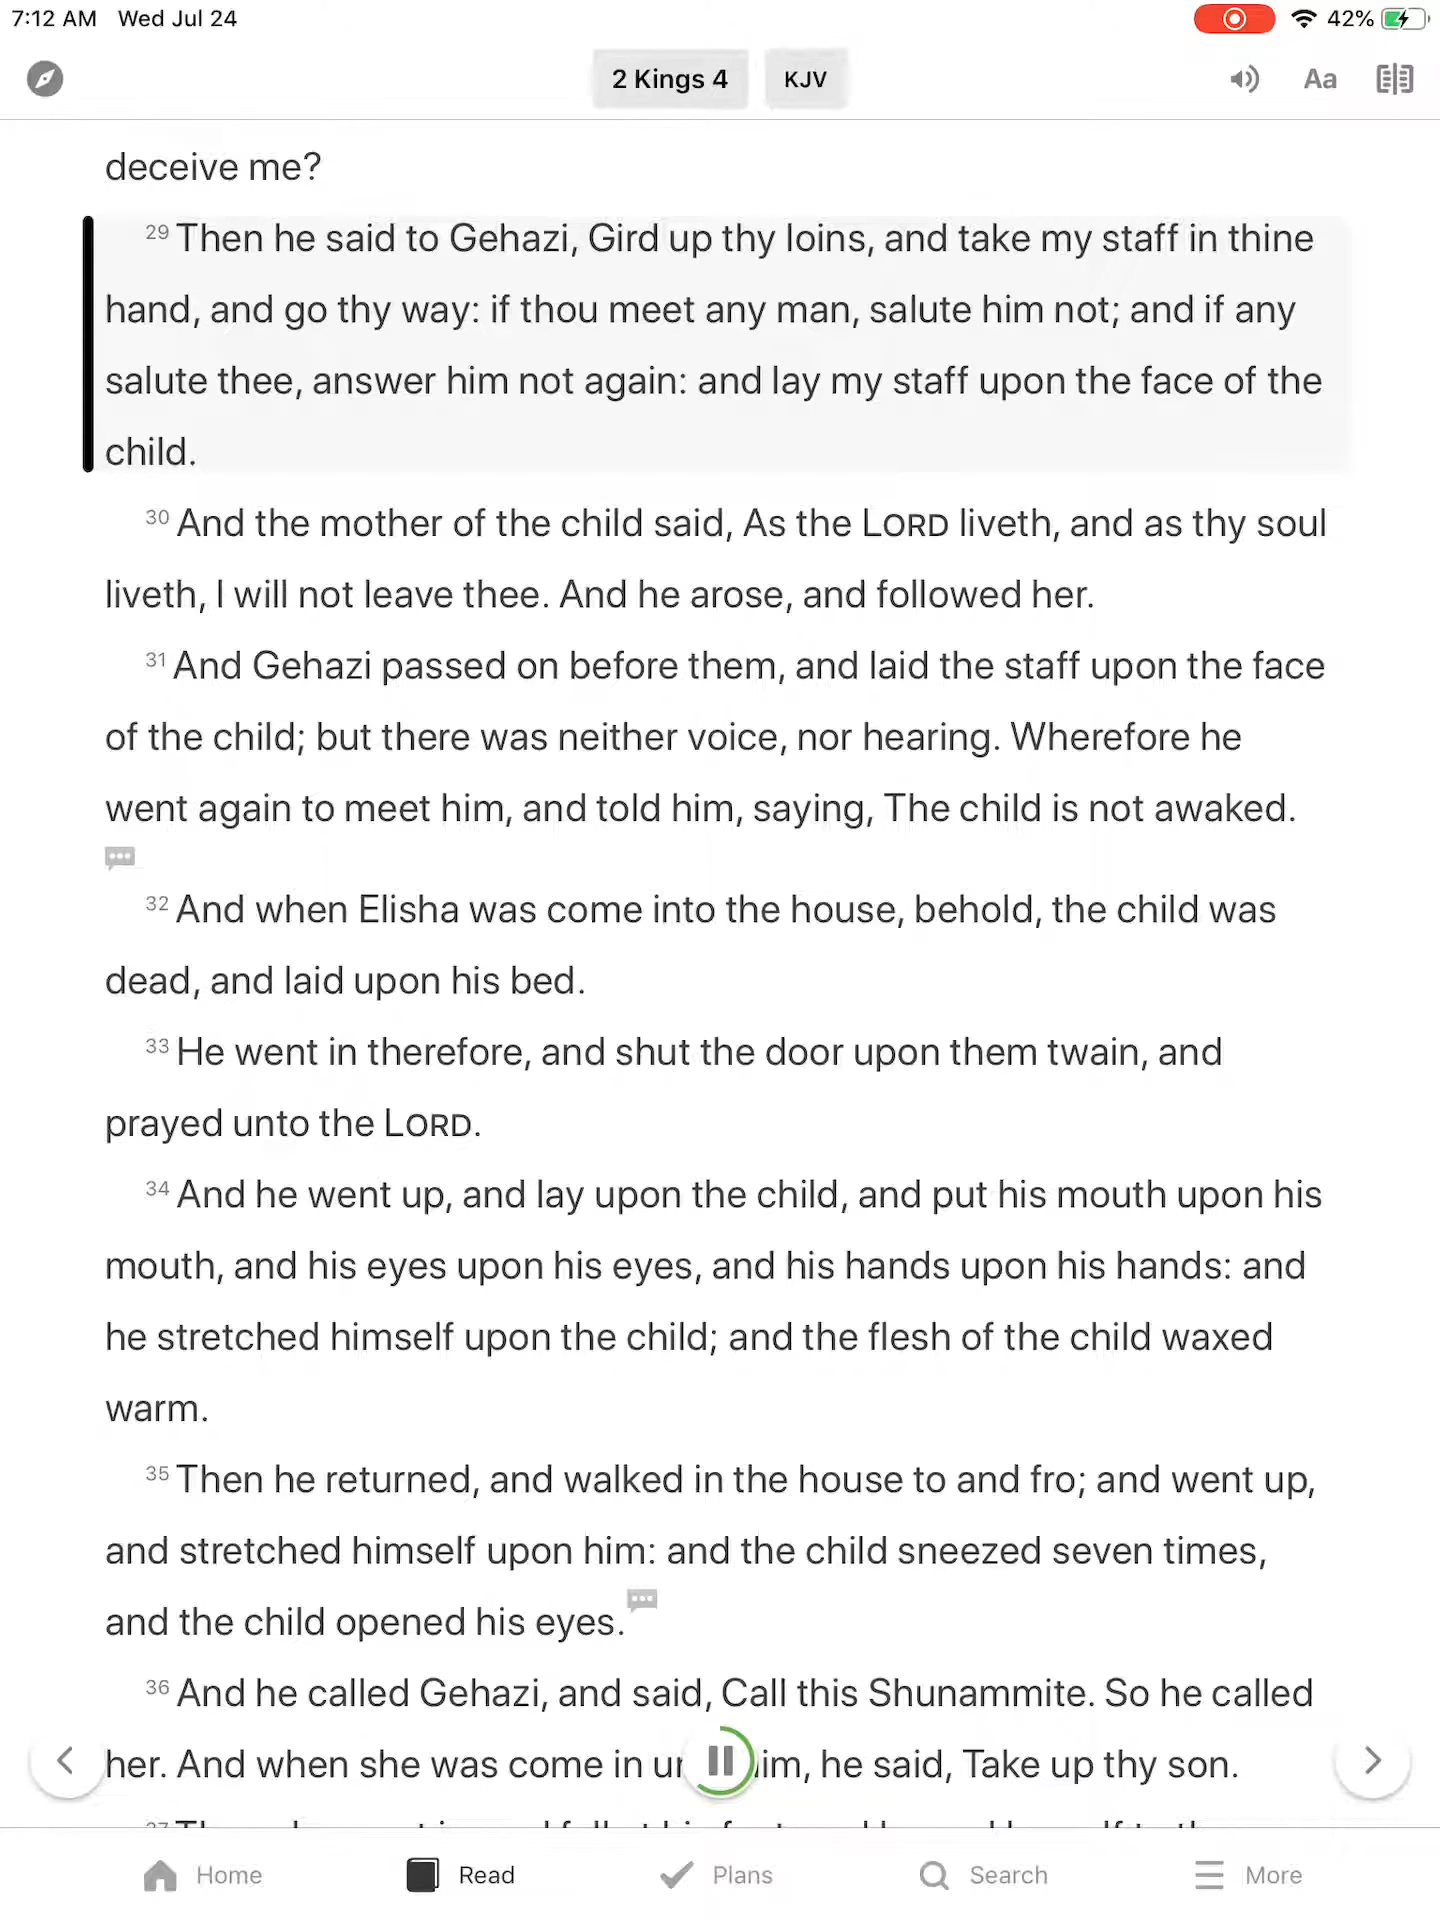 7:12 AM Wed Jul 24 42%
2 Kings 4 KJV Aa
deceive me?
29 Then he said to Gehazi, Gird up thy loins, and take my staff in thine
hand, and go thy way: if thou meet any man, salute him not; and if any
salute thee, answer him not again: and lay my staff upon the face of the
child.
30 And the mother of the child said, As the LORD liveth, and as thy soul
liveth, I will not leave thee. And he arose, and followed her.
31 And Gehazi passed on before them, and laid the staff upon the face
of the child; but there was neither voice, nor hearing. Wherefore he
went again to meet him, and told him, saying, The child is not awaked.
32 And when Elisha was come into the house, behold, the child was
dead, and laid upon his bed.
33 He went in therefore, and shut the door upon them twain, and
prayed unto the LORD.
34 And he went up, and lay upon the child, and put his mouth upon his
mouth, and his eyes upon his eyes, and his hands upon his hands: and
he stretched himself upon the child; and the flesh of the child waxed
warm.
35 Then he returned, and walked in the house to and fro; and went up,
and stretched himself upon him: and the child sneezed seven times,
and the child opened his eyes.
36 And he called Gehazi, and said, Call this Shunammite. So he called
her. And when she was come in he said, Take up thy son.
Home Read Plans Search More